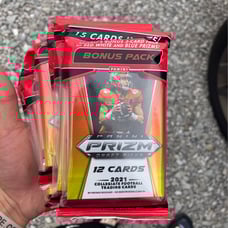 15 CARDS
RED WHITE AND BLUE PRIZMS!
BONUS PACK
PANINI
PANINI
PRIZM
DRAFT PICKS
12 CARDS
2021
COLLEGIATE FOOTBALL
TRADING CARDS